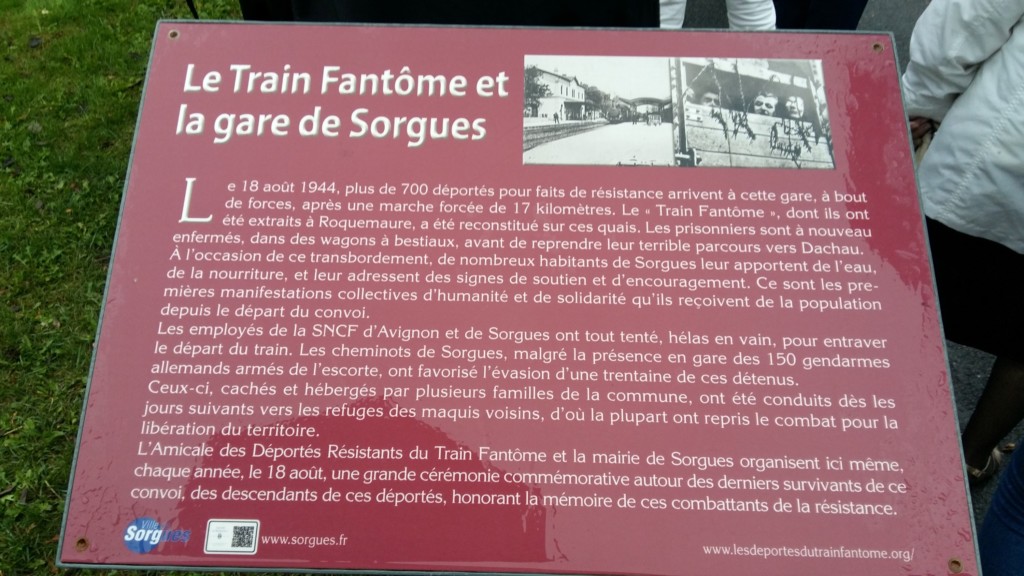 Le Train Fantôme et
la gare de Sorgues
Le 18 août 1944, plus de 700 déportés pour faits de résistance arrivent à cette gare, à bout
de forces, après une marche forcée de 17 kilomètres. Le « Train Fantôme », dont ils ont
été extraits à Roquemaure, a été reconstitué sur ces quais. Les prisonniers sont à nouveau
enfermés, dans des wagons à bestiaux, avant de reprendre leur terrible parcours vers Dachau.
À l'occasion de ce transbordement, de nombreux habitants de Sorgues leur apportent de l'eau,
de la nourriture, et leur adressent des signes de soutien et d'encouragement. Ce sont les pre-
mières manifestations collectives d'humanité et de solidarité qu'ils reçoivent de la population
depuis le départ du convoi.
Les employés de la SNCF d'Avignon et de Sorgues ont tout tenté, hélas en vain, pour entraver
le départ du train. Les cheminots de Sorgues, malgré la présence en gare des 150 gendarmes
allemands armés de l'escorte, ont favorisé l'évasion d'une trentaine de ces détenus.
Ceux-ci, cachés et hébergés par plusieurs familles de la commune, ont été conduits dès les
jours suivants vers les refuges des maquis voisins, d'où la plupart ont repris le combat pour la
libération du territoire.
L'Amicale des Déportés Résistants du Train Fantôme et la mairie de Sorgues organisent ici même,
chaque année, le 18 août, une grande cérémonie commémorative autour des derniers survivants de ce
convoi, des descendants de ces déportés, honorant la mémoire de ces combattants de la résistance.
Ville
Sorgues
www.sorgues.fr
www.lesdeportesdutrainfantome.org/